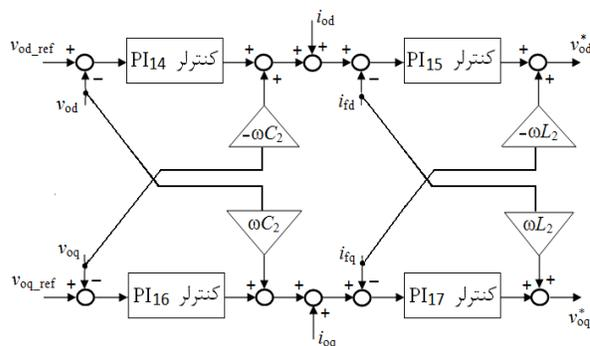 i_od
v_od_ref + − PI14 کنترلر + + + + + − PI15 کنترلر + + v*_od
v_od i_fd
-ωC2 -ωL2
ωC2 ωL2
v_oq i_fq
v_oq_ref + − PI16 کنترلر + + + + + − PI17 کنترلر + + v*_oq
i_oq